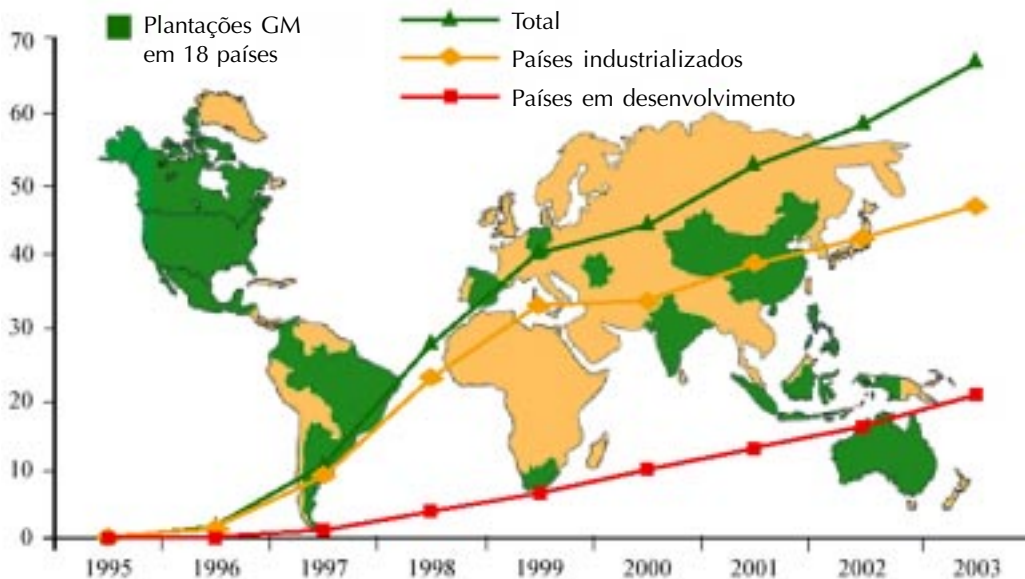 Plantações GM
em 18 países
Total
Países industrializados
Países em desenvolvimento
70
60
50
40
30
20
10
0
1995 1996 1997 1998 1999 2000 2001 2002 2003